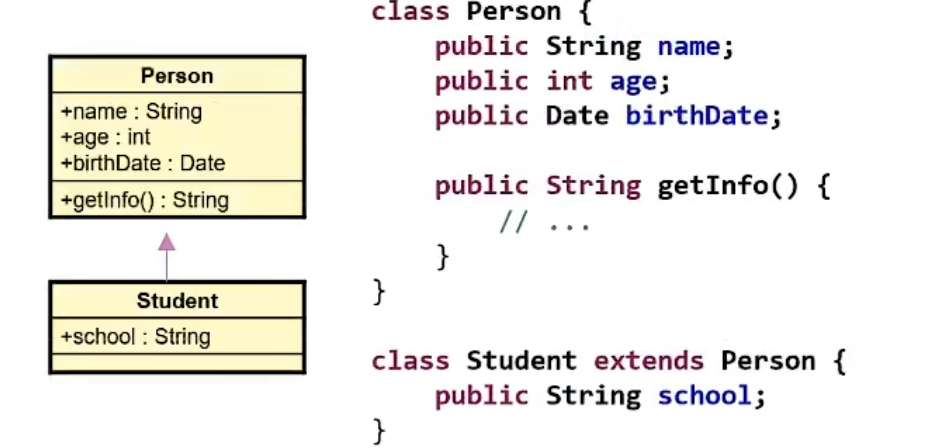 Person
+name : String
+age : int
+birthDate : Date
+getInfo() : String
Student
+school : String
class Person {
public String name;
public int age;
public Date birthDate;
public String getInfo() {
// ...
}
}
class Student extends Person {
public String school;
}